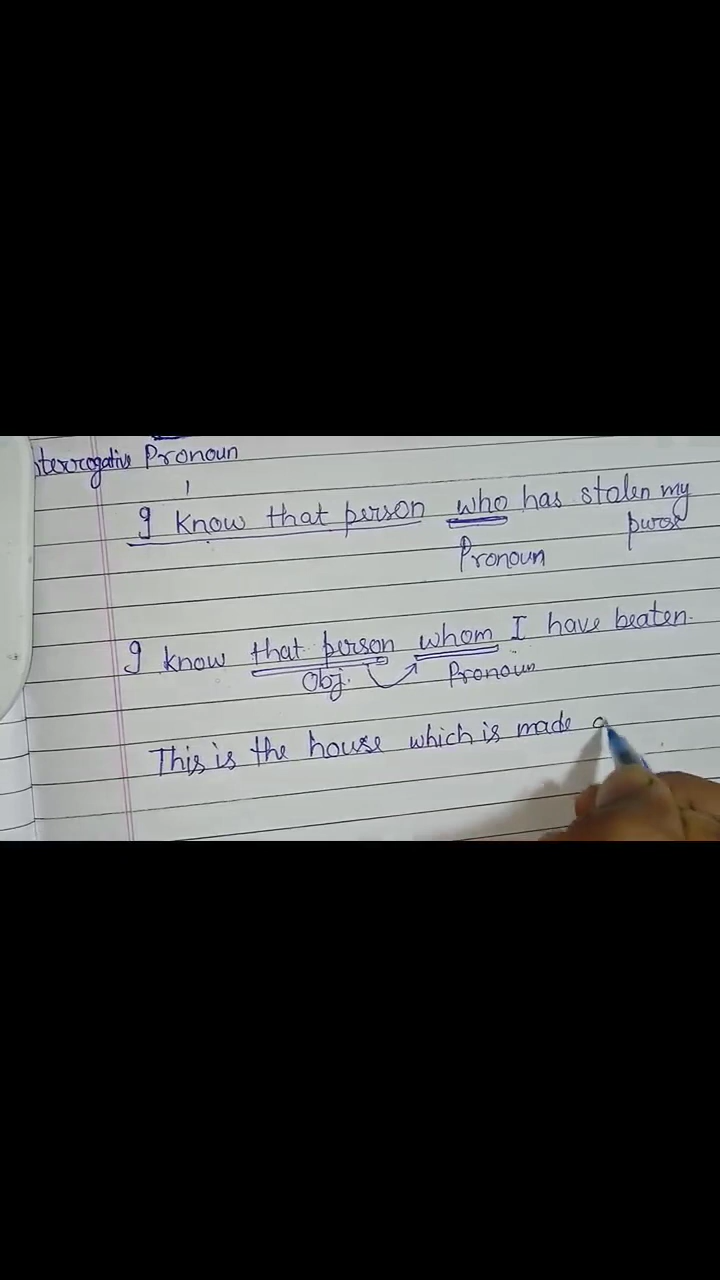 terrogative Pronoun
I know that person who has stolen my
purse
Pronoun
I know that person whom I have beaten.
Obj. Pronoun
This is the house which is made